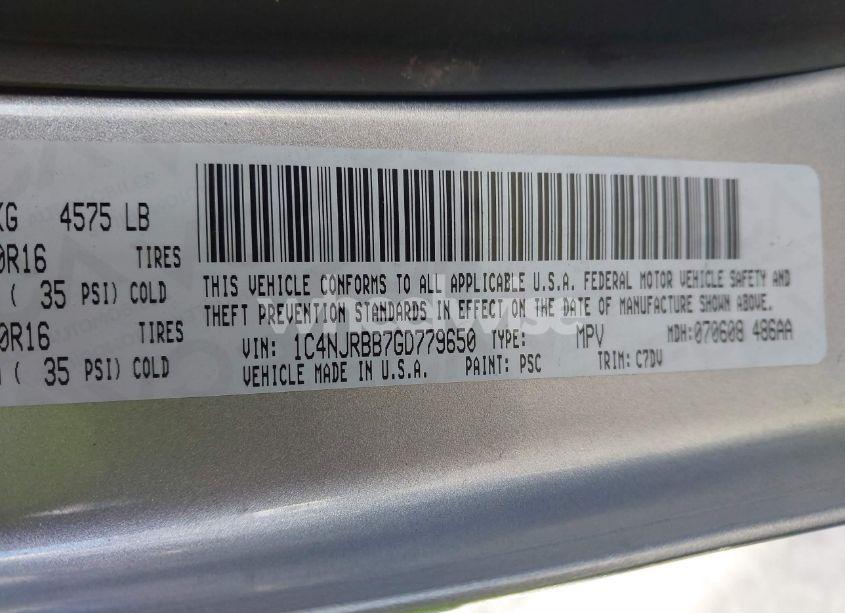 KG 4575 LB
0R16 TIRES
( 35 PSI) COLD
0R16 TIRES
( 35 PSI) COLD
THIS VEHICLE CONFORMS TO ALL APPLICABLE U.S.A. FEDERAL MOTOR VEHICLE SAFETY AND
THEFT PREVENTION STANDARDS IN EFFECT ON THE DATE OF MANUFACTURE SHOWN ABOVE.
VIN: 1C4NJRBB7GD779650 TYPE: MPV MDH: 070608 486AA
VEHICLE MADE IN U.S.A. PAINT: PSC TRIM: C7DV